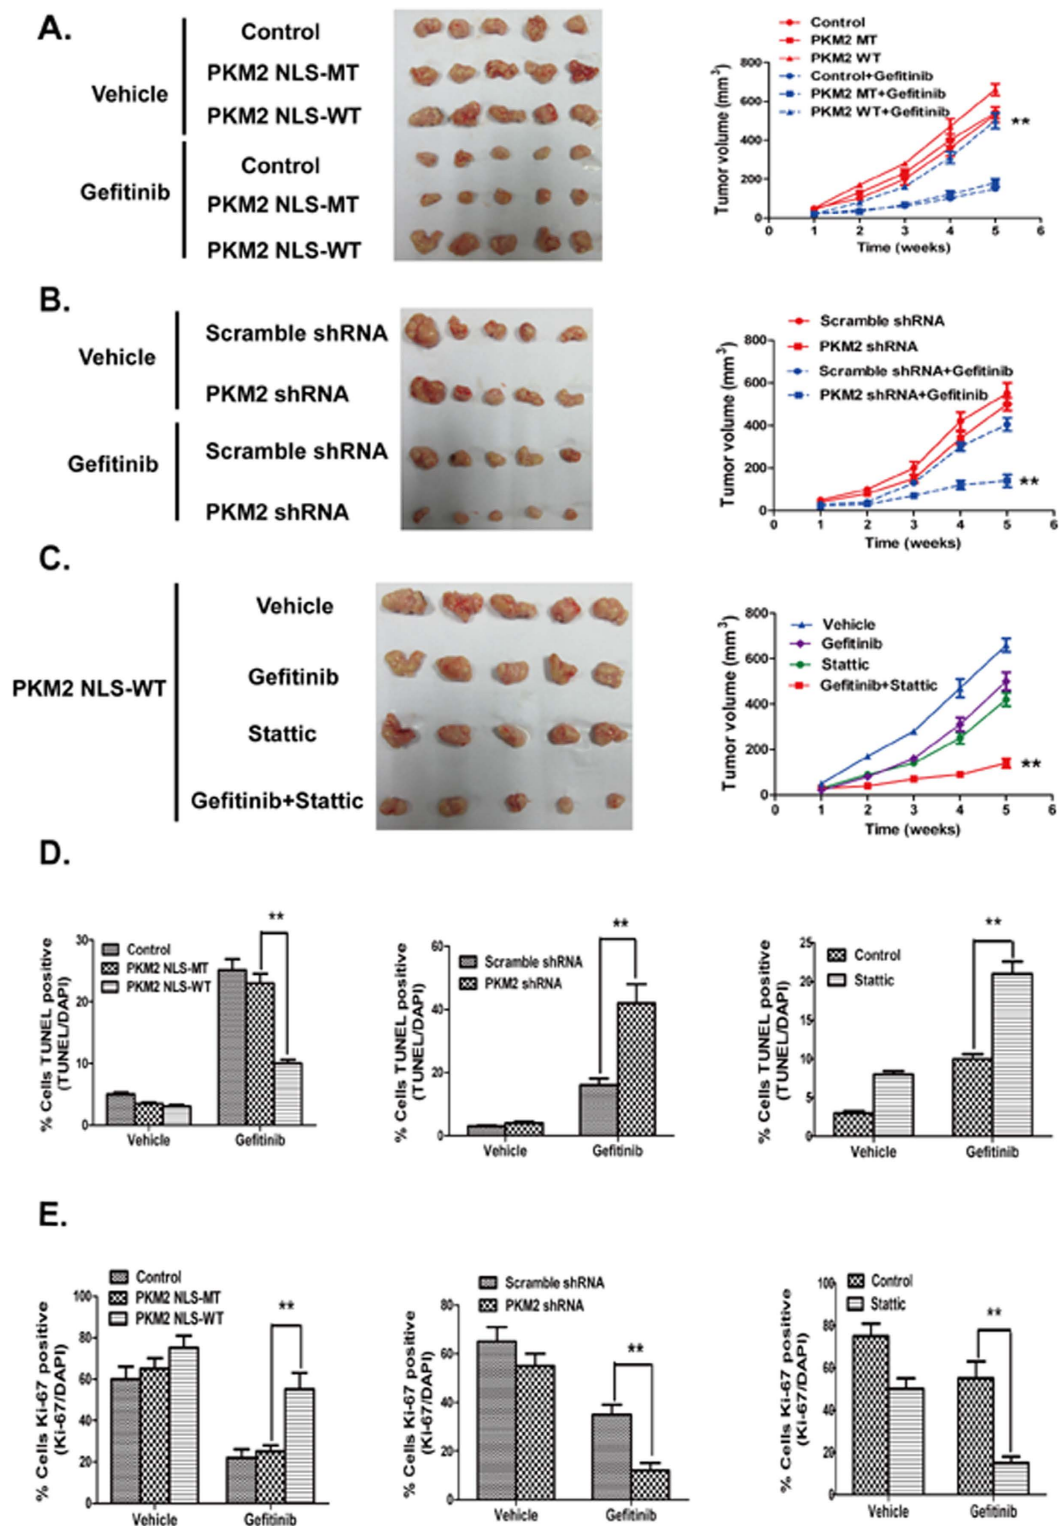 A.
Vehicle
Gefitinib
Control
PKM2 NLS-MT
PKM2 NLS-WT
Control
PKM2 NLS-MT
PKM2 NLS-WT
Control
PKM2 MT
PKM2 WT
Control+Gefitinib
PKM2 MT+Gefitinib
PKM2 WT+Gefitinib
Tumor volume (mm³)
800
600
400
200
0
0 1 2 3 4 5 6
**
Time (weeks)
B.
Vehicle
Gefitinib
Scramble shRNA
PKM2 shRNA
Scramble shRNA
PKM2 shRNA
Scramble shRNA
PKM2 shRNA
Scramble shRNA+Gefitinib
PKM2 shRNA+Gefitinib
Tumor volume (mm³)
800
600
400
200
0
0 1 2 3 4 5 6
**
Time (weeks)
C.
PKM2 NLS-WT
Vehicle
Gefitinib
Stattic
Gefitinib+Stattic
Vehicle
Gefitinib
Stattic
Gefitinib+Stattic
Tumor volume (mm³)
800
600
400
200
0
0 1 2 3 4 5 6
**
Time (weeks)
D.
% Cells TUNEL positive
(TUNEL/DAPI)
30
20
10
0
Control
PKM2 NLS-MT
PKM2 NLS-WT
**
Vehicle Gefitinib
% Cells TUNEL positive
(TUNEL/DAPI)
60
40
20
0
Scramble shRNA
PKM2 shRNA
**
Vehicle Gefitinib
% Cells TUNEL positive
(TUNEL/DAPI)
25
20
15
10
5
0
Control
Stattic
**
Vehicle Gefitinib
E.
% Cells Ki-67 positive
(Ki-67/DAPI)
100
80
60
40
20
0
Control
PKM2 NLS-MT
PKM2 NLS-WT
**
Vehicle Gefitinib
% Cells Ki-67 positive
(Ki-67/DAPI)
80
60
40
20
0
Scramble shRNA
PKM2 shRNA
**
Vehicle Gefitinib
% Cells Ki-67 positive
(Ki-67/DAPI)
100
80
60
40
20
0
Control
Stattic
**
Vehicle Gefitinib